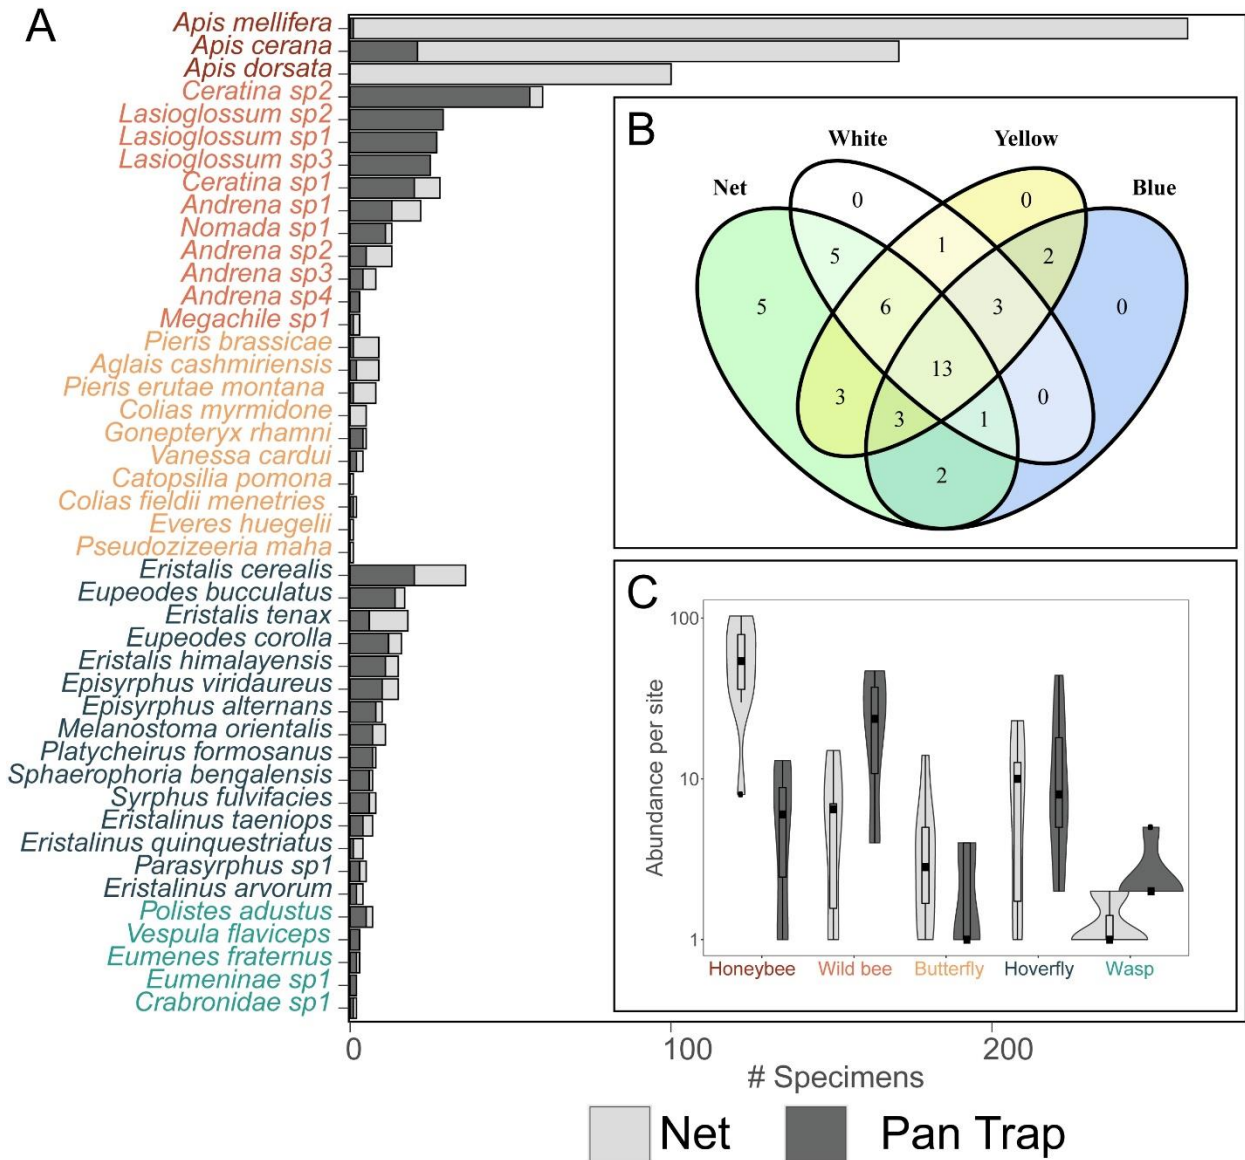 A
Apis mellifera
Apis cerana
Apis dorsata
Ceratina sp2
Lasioglossum sp2
Lasioglossum sp1
Lasioglossum sp3
Ceratina sp1
Andrena sp1
Nomada sp1
Andrena sp2
Andrena sp3
Andrena sp4
Megachile sp1
Pieris brassicae
Aglais cashmiriensis
Pieris erutae montana
Colias myrmidone
Gonepteryx rhamni
Vanessa cardui
Catopsilia pomona
Colias fieldii menetries
Everes huegelii
Pseudozizeeria maha
Eristalis cerealis
Eupeodes bucculatus
Eristalis tenax
Eupeodes corolla
Eristalis himalayensis
Episyrphus viridaureus
Episyrphus alternans
Melanostoma orientalis
Platycheirus formosanus
Sphaerophoria bengalensis
Syrphus fulvifacies
Eristalinus taeniops
Eristalinus quinquestriatus
Parasyrphus sp1
Eristalinus arvorum
Polistes adustus
Vespula flaviceps
Eumenes fraternus
Eumeninae sp1
Crabronidae sp1
0 100 200
# Specimens
Net Pan Trap
B
White Yellow
Net Blue
0 0
5 1 2
5 6 3 0
13
3 3 1 0
2
C
Abundance per site
100
10
1
Honeybee Wild bee Butterfly Hoverfly Wasp